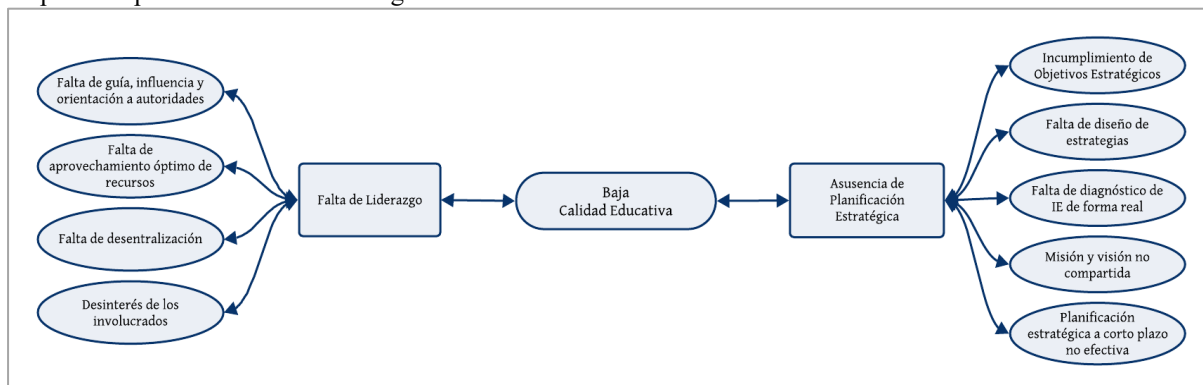 Falta de guía, influencia y
orientación a autoridades
Falta de
aprovechamiento óptimo de
recursos
Falta de desentralización
Desinterés de los
involucrados
Falta de Liderazgo
Baja
Calidad Educativa
Asusencia de
Planificación
Estratégica
Incumplimiento de
Objetivos Estratégicos
Falta de diseño de
estrategias
Falta de diagnóstico de
IE de forma real
Misión y visión no
compartida
Planificación
estratégica a corto plazo
no efectiva